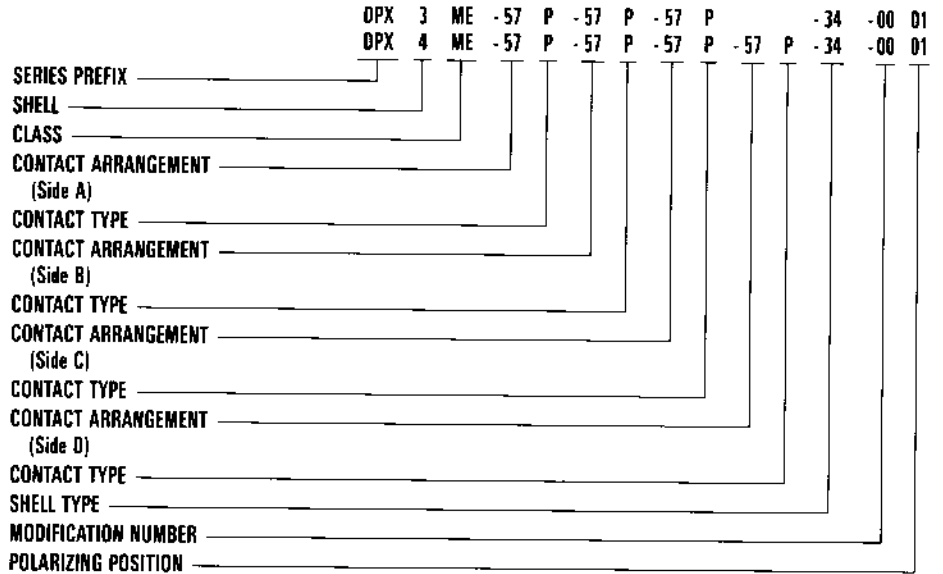 DPX 3 ME - 57 P - 57 P - 57 P - 34 - 00 01
DPX 4 ME - 57 P - 57 P - 57 P - 57 P - 34 - 00 01
SERIES PREFIX
SHELL
CLASS
CONTACT ARRANGEMENT
(Side A)
CONTACT TYPE
CONTACT ARRANGEMENT
(Side B)
CONTACT TYPE
CONTACT ARRANGEMENT
(Side C)
CONTACT TYPE
CONTACT ARRANGEMENT
(Side D)
CONTACT TYPE
SHELL TYPE
MODIFICATION NUMBER
POLARIZING POSITION